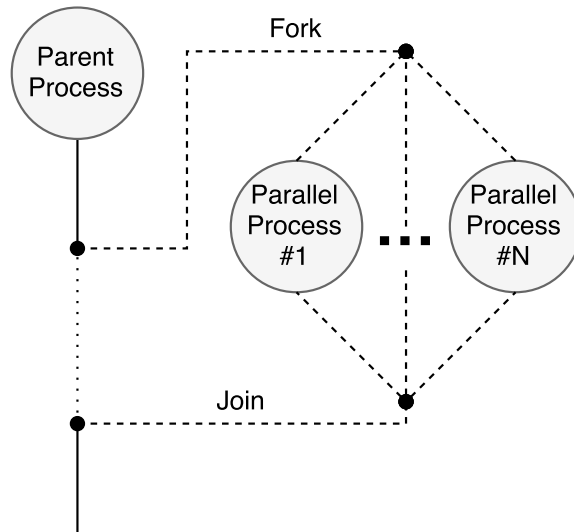 Fork
Parent
Process
Parallel
Process
#1
...
Parallel
Process
#N
Join